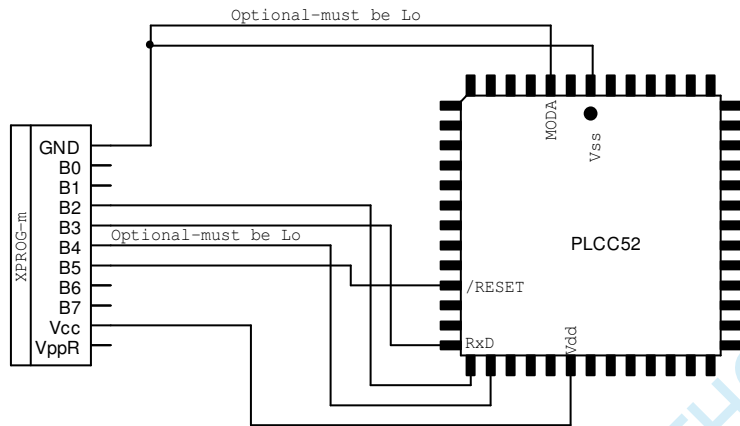 Optional-must be Lo
MODA
Vss
XPROG-m
GND
B0
B1
B2
B3
B4
B5
B6
B7
Vcc
VppR
Optional-must be Lo
PLCC52
/RESET
RxD
Vdd